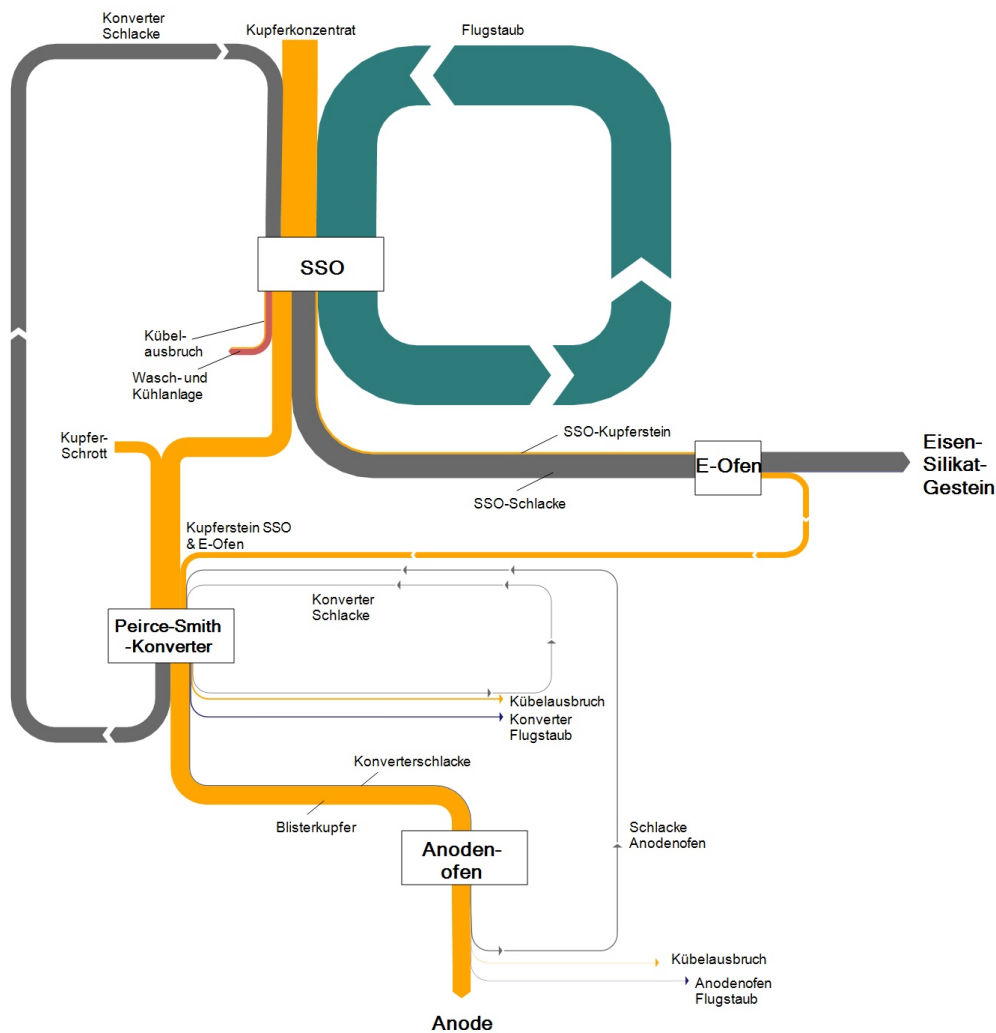 Konverter
Schlacke
Kupferkonzentrat
Flugstaub
SSO
Kübel-
ausbruch
Wasch- und
Kühlanlage
Kupfer-
Schrott
SSO-Kupferstein
E-Ofen
Eisen-
Silikat-
Gestein
SSO-Schlacke
Kupferstein SSO
& E-Ofen
Konverter
Schlacke
Peirce-Smith
-Konverter
Kübelausbruch
Konverter
Flugstaub
Konverterschlacke
Blisterkupfer
Schlacke
Anodenofen
Anoden-
ofen
Kübelausbruch
Anodenofen
Flugstaub
Anode